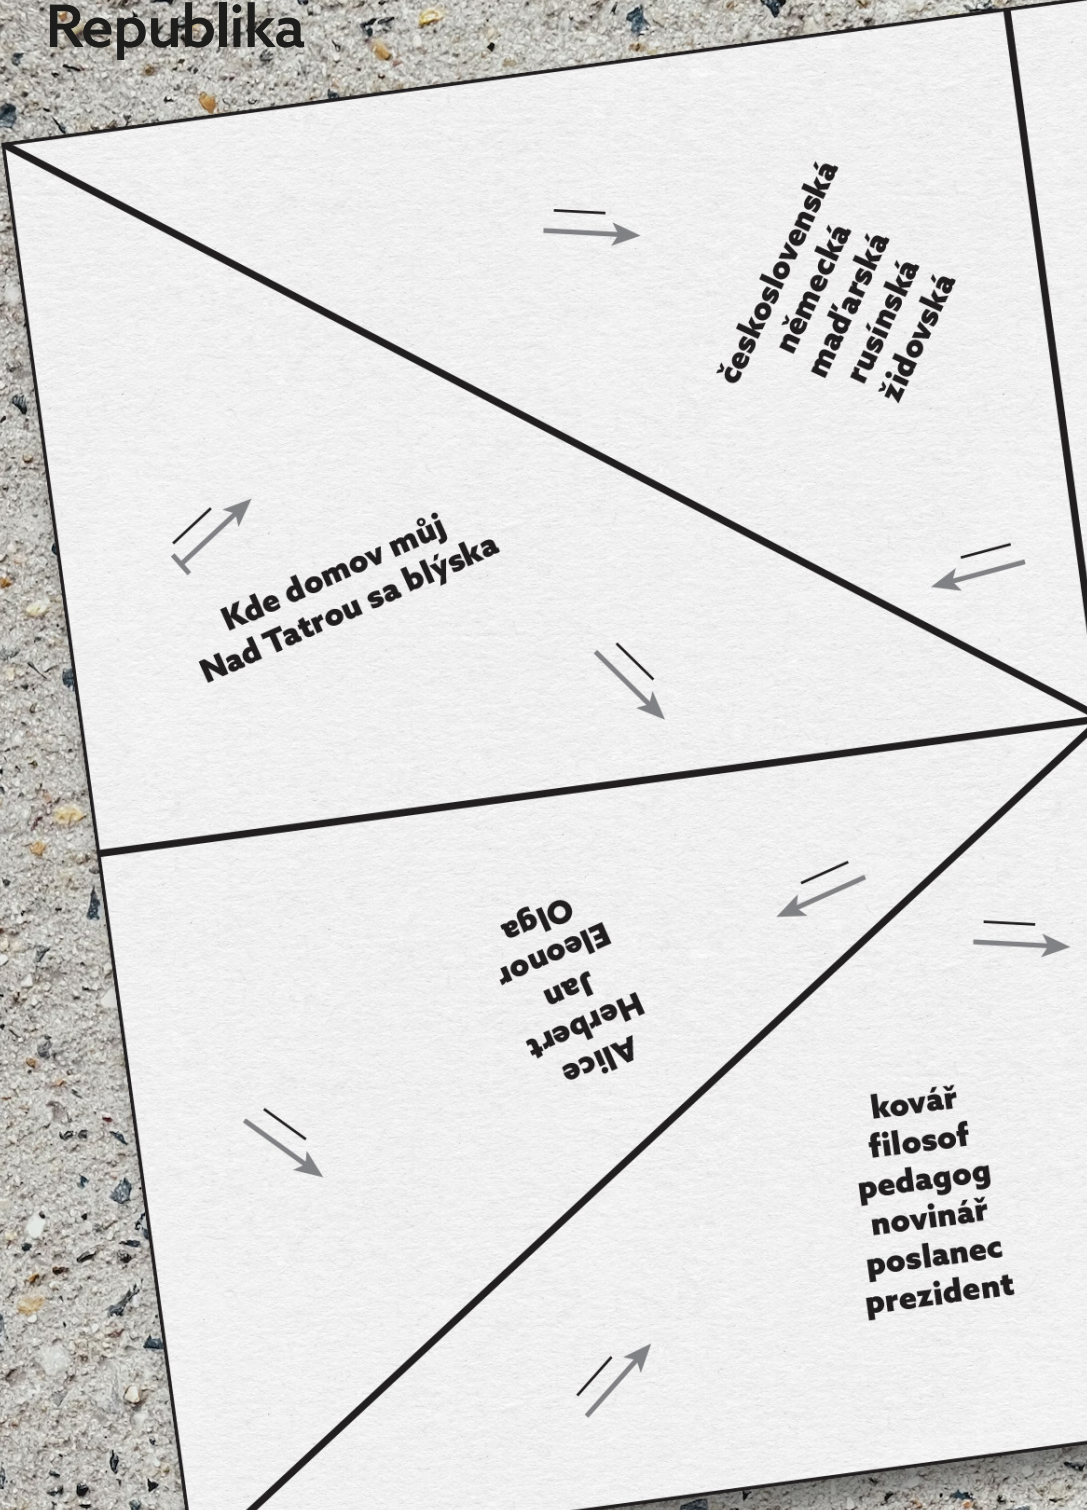 Republika
československá
německá
maďarská
rusínská
židovská
Kde domov můj
Nad Tatrou sa blýska
Alice
Herbert
Jan
Eleonor
Olga
kovář
filosof
pedagog
novinář
poslanec
prezident